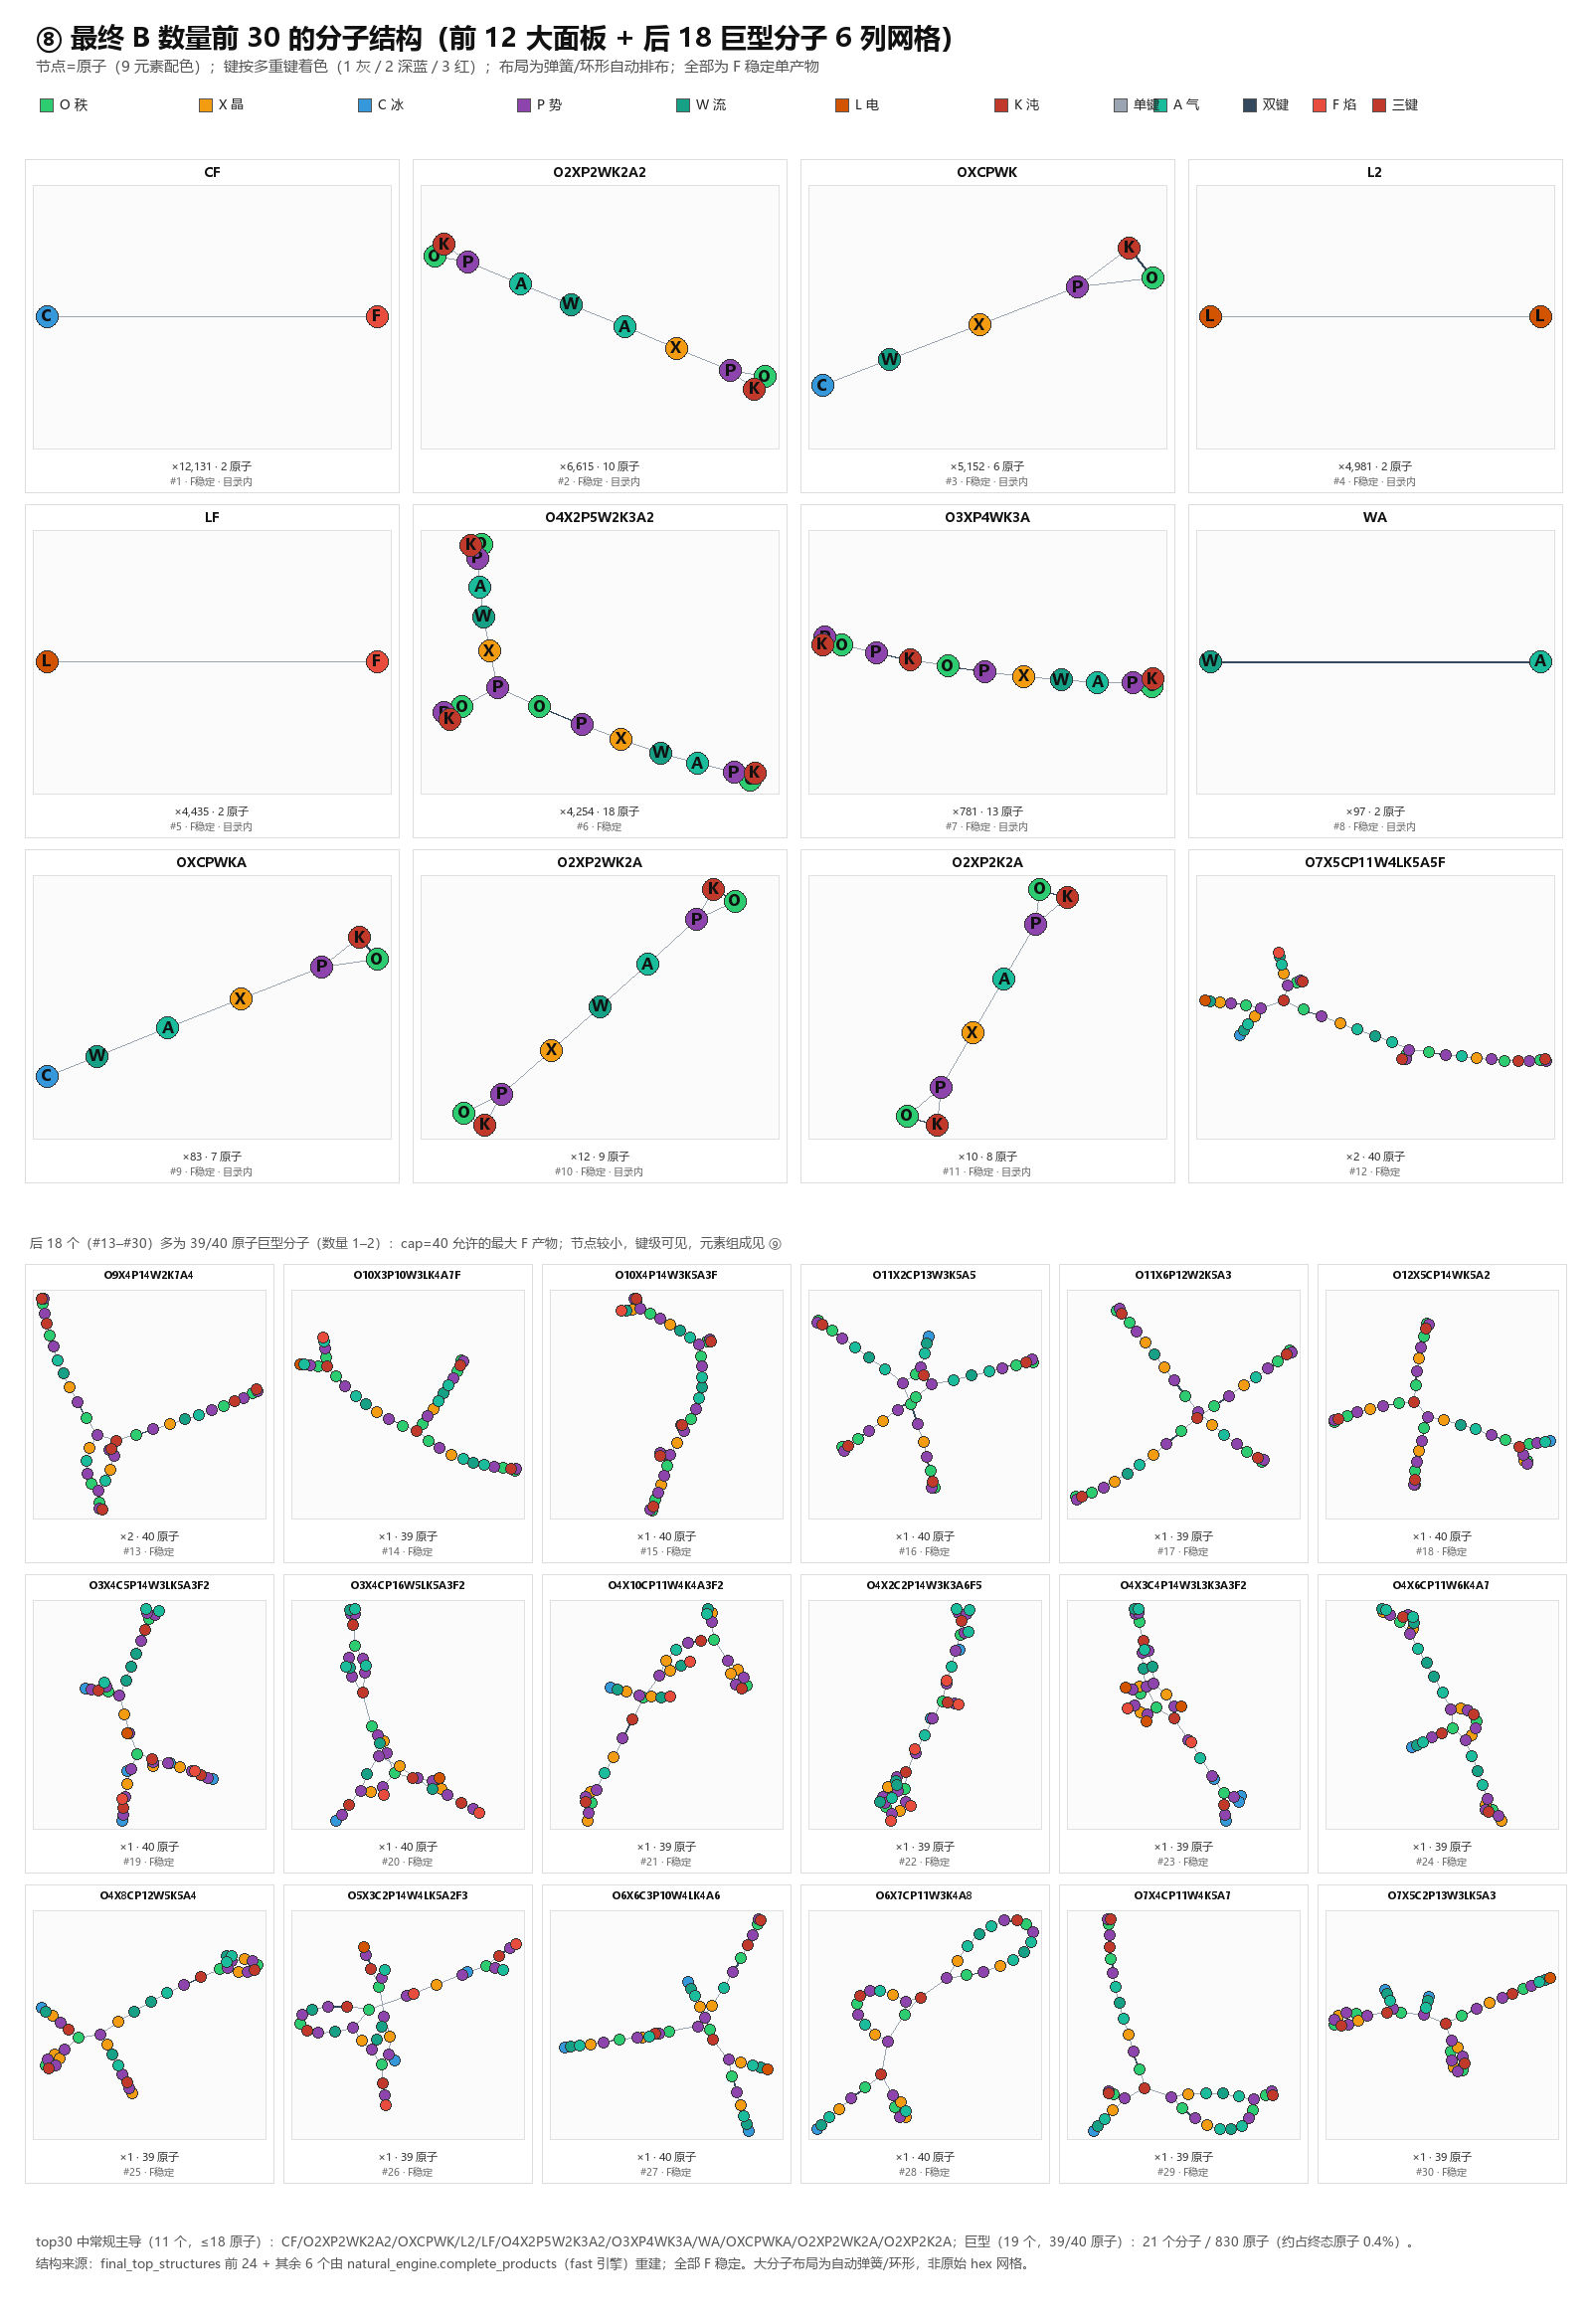 ⑧ 最终 B 数量前 30 的分子结构（前 12 大面板 + 后 18 巨型分子 6 列网格）
节点=原子（9 元素配色）；键按多重键着色（1 灰 / 2 深蓝 / 3 红）；布局为弹簧/环形自动排布；全部为 F 稳定单产物
O 秩 X 晶 C 冰 P 势 W 流 L 电 K 沌 单键 A 气 双键 F 焰 三键
CF O2XP2WK2A2 OXCPWK L2
C F
K O P A W A X P O K
K O P X W C
L L
×12,131 · 2 原子 ×6,615 · 10 原子 ×5,152 · 6 原子 ×4,981 · 2 原子
#1 · F稳定 · 目录内 #2 · F稳定 · 目录内 #3 · F稳定 · 目录内 #4 · F稳定 · 目录内
LF O4X2P5W2K3A2 O3XP4WK3A WA
L F
K P A W X P O K O P X W A P K
K O P K O P X W A P K
W A
×4,435 · 2 原子 ×4,254 · 18 原子 ×781 · 13 原子 ×97 · 2 原子
#5 · F稳定 · 目录内 #6 · F稳定 #7 · F稳定 · 目录内 #8 · F稳定 · 目录内
OXCPWKA O2XP2WK2A O2XP2K2A O7X5CP11W4LK5A5F
K O P X A W C
K O P A W X P O K
O K P A X P O K
×83 · 7 原子 ×12 · 9 原子 ×10 · 8 原子 ×2 · 40 原子
#9 · F稳定 · 目录内 #10 · F稳定 · 目录内 #11 · F稳定 · 目录内 #12 · F稳定
后 18 个（#13–#30）多为 39/40 原子巨型分子（数量 1–2）：cap=40 允许的最大 F 产物；节点较小，键级可见，元素组成见 ⑨
O9X4P14W2K7A4 O10X3P10W3LK4A7F O10X4P14W3K5A3F O11X2CP13W3K5A5 O11X6P12W2K5A3 O12X5CP14WK5A2
×2 · 40 原子 ×1 · 39 原子 ×1 · 40 原子 ×1 · 40 原子 ×1 · 39 原子 ×1 · 40 原子
#13 · F稳定 #14 · F稳定 #15 · F稳定 #16 · F稳定 #17 · F稳定 #18 · F稳定
O3X4C5P14W3LK5A3F2 O3X4CP16W5LK5A3F2 O4X10CP11W4K4A3F2 O4X2C2P14W3K3A6F5 O4X3C4P14W3L3K3A3F2 O4X6CP11W6K4A7
×1 · 40 原子 ×1 · 40 原子 ×1 · 39 原子 ×1 · 39 原子 ×1 · 39 原子 ×1 · 39 原子
#19 · F稳定 #20 · F稳定 #21 · F稳定 #22 · F稳定 #23 · F稳定 #24 · F稳定
O4X8CP12W5K5A4 O5X3C2P14W4LK5A2F3 O6X6C3P10W4LK4A6 O6X7CP11W3K4A8 O7X4CP11W4K5A7 O7X5C2P13W3LK5A3
×1 · 39 原子 ×1 · 39 原子 ×1 · 40 原子 ×1 · 40 原子 ×1 · 39 原子 ×1 · 39 原子
#25 · F稳定 #26 · F稳定 #27 · F稳定 #28 · F稳定 #29 · F稳定 #30 · F稳定
top30 中常规主导（11 个，≤18 原子）：CF/O2XP2WK2A2/OXCPWK/L2/LF/O4X2P5W2K3A2/O3XP4WK3A/WA/OXCPWKA/O2XP2WK2A/O2XP2K2A；巨型（19 个，39/40 原子）：21 个分子 / 830 原子（约占终态原子 0.4%）。
结构来源：final_top_structures 前 24 + 其余 6 个由 natural_engine.complete_products（fast 引擎）重建；全部 F 稳定。大分子布局为自动弹簧/环形，非原始 hex 网格。